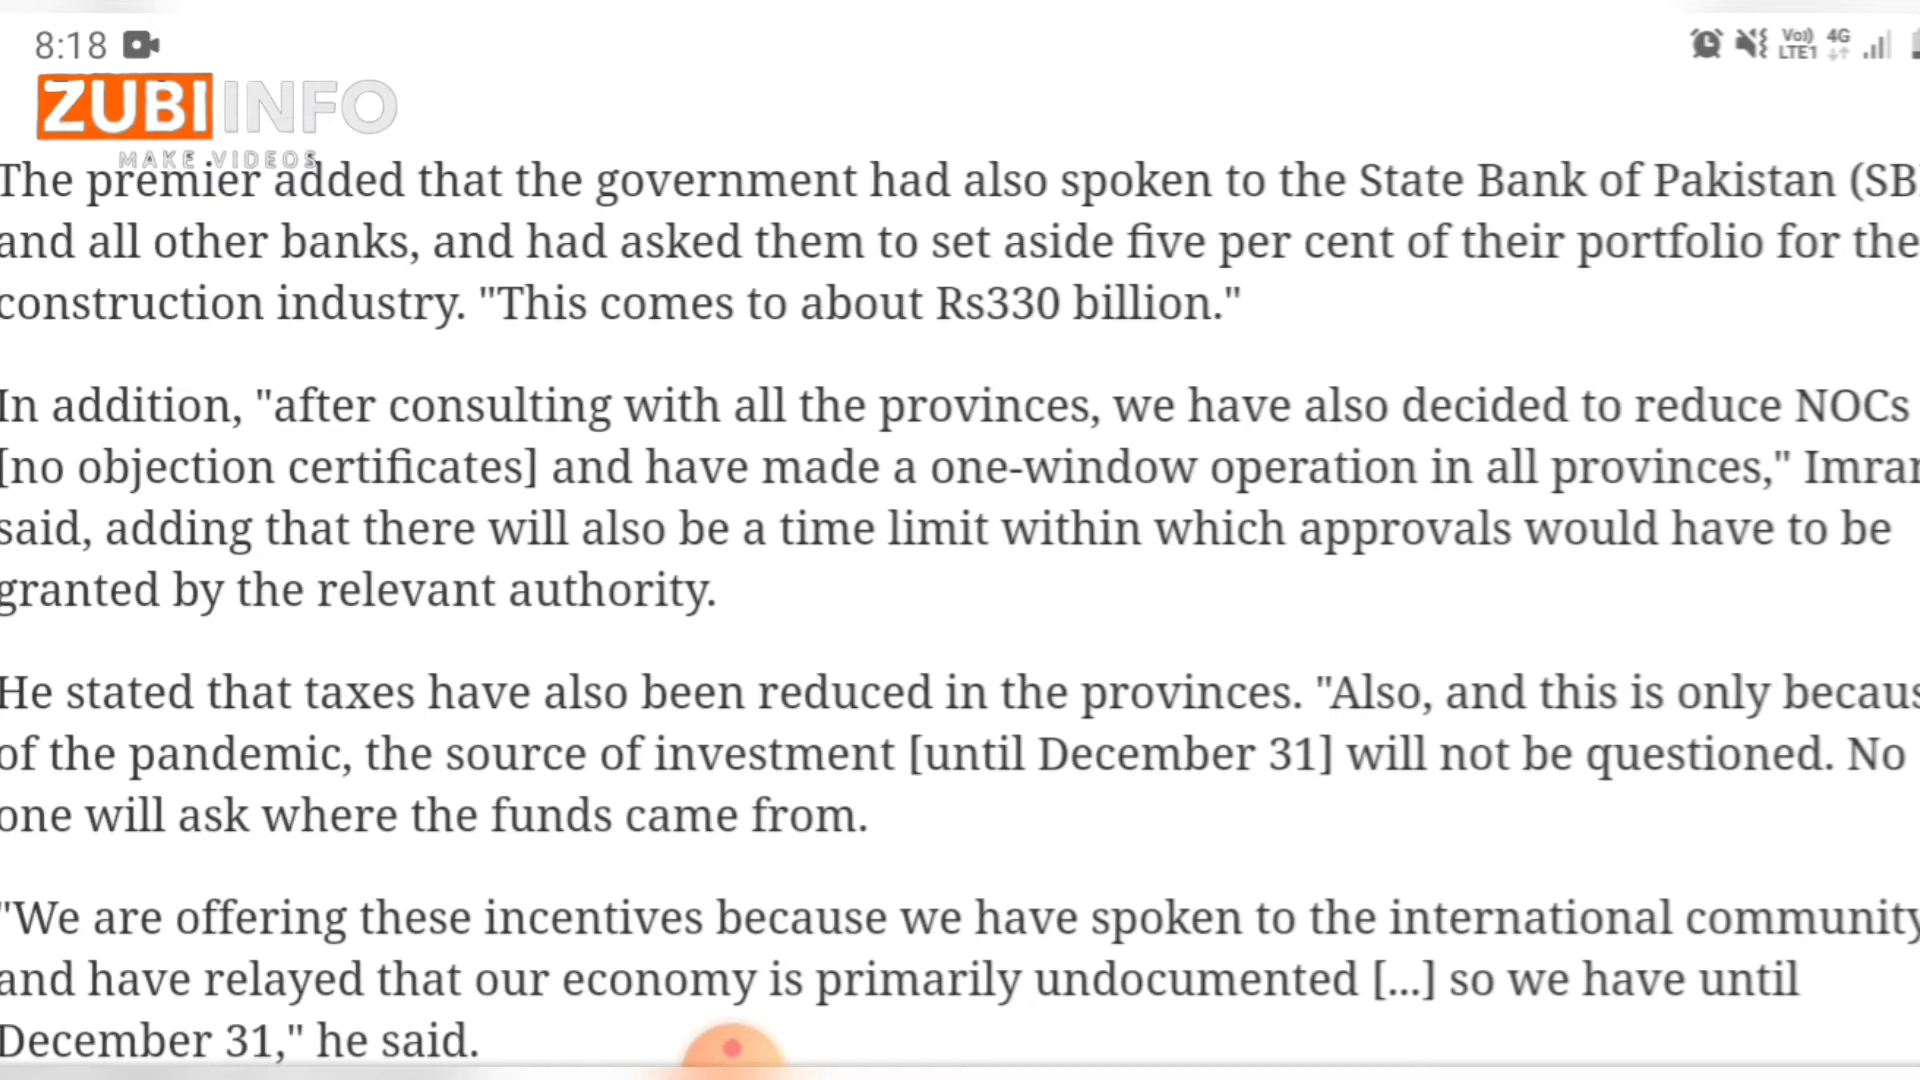 8:18
Vo)) 4G
LTE1
ZUBI INFO
MAKE VIDEOS
The premier added that the government had also spoken to the State Bank of Pakistan (SB
and all other banks, and had asked them to set aside five per cent of their portfolio for the
construction industry. "This comes to about Rs330 billion."
In addition, "after consulting with all the provinces, we have also decided to reduce NOCs
[no objection certificates] and have made a one-window operation in all provinces," Imran
said, adding that there will also be a time limit within which approvals would have to be
granted by the relevant authority.
He stated that taxes have also been reduced in the provinces. "Also, and this is only becaus
of the pandemic, the source of investment [until December 31] will not be questioned. No
one will ask where the funds came from.
"We are offering these incentives because we have spoken to the international community
and have relayed that our economy is primarily undocumented [...] so we have until
December 31," he said.